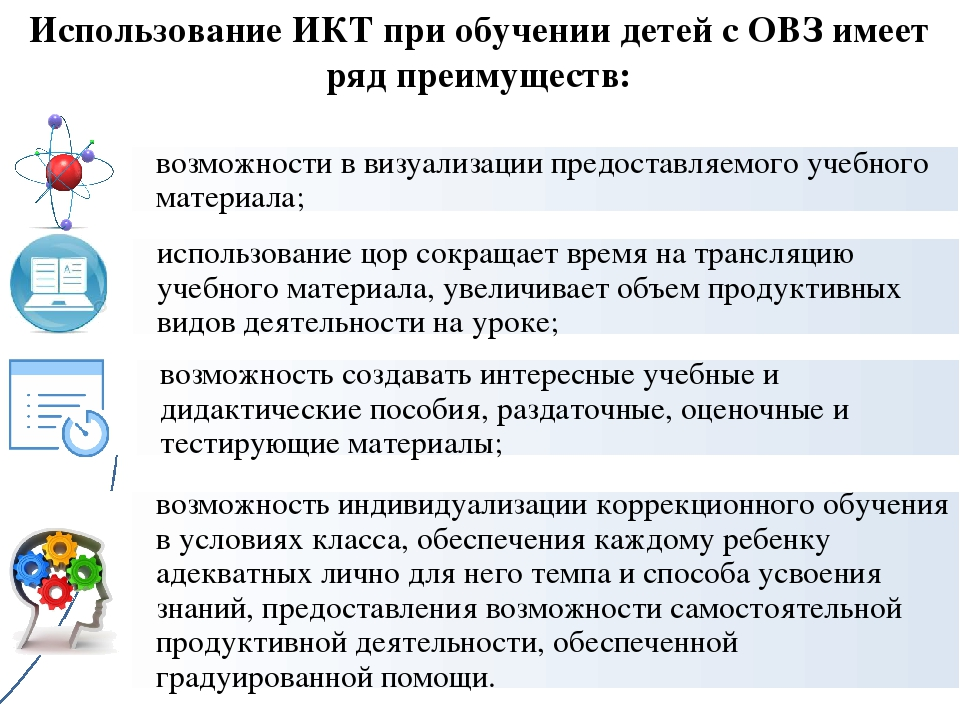 Использование ИКТ при обучении детей с ОВЗ имеет
ряд преимуществ:
возможности в визуализации предоставляемого учебного
материала;
использование цор сокращает время на трансляцию
учебного материала, увеличивает объем продуктивных
видов деятельности на уроке;
возможность создавать интересные учебные и
дидактические пособия, раздаточные, оценочные и
тестирующие материалы;
возможность индивидуализации коррекционного обучения
в условиях класса, обеспечения каждому ребенку
адекватных лично для него темпа и способа усвоения
знаний, предоставления возможности самостоятельной
продуктивной деятельности, обеспеченной
градуированной помощи.